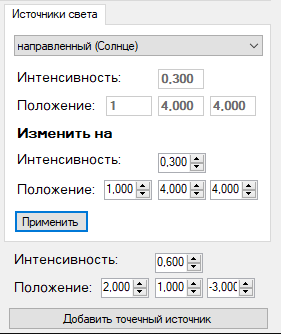 Источники света
направленный (Солнце)
Интенсивность: 0.300
Положение: 1 4.000 4.000
Изменить на
Интенсивность: 0,300
Положение: 1,000 4,000 4,000
Применить
Интенсивность: 0,600
Положение: 2,000 1,000 -3,000
Добавить точечный источник